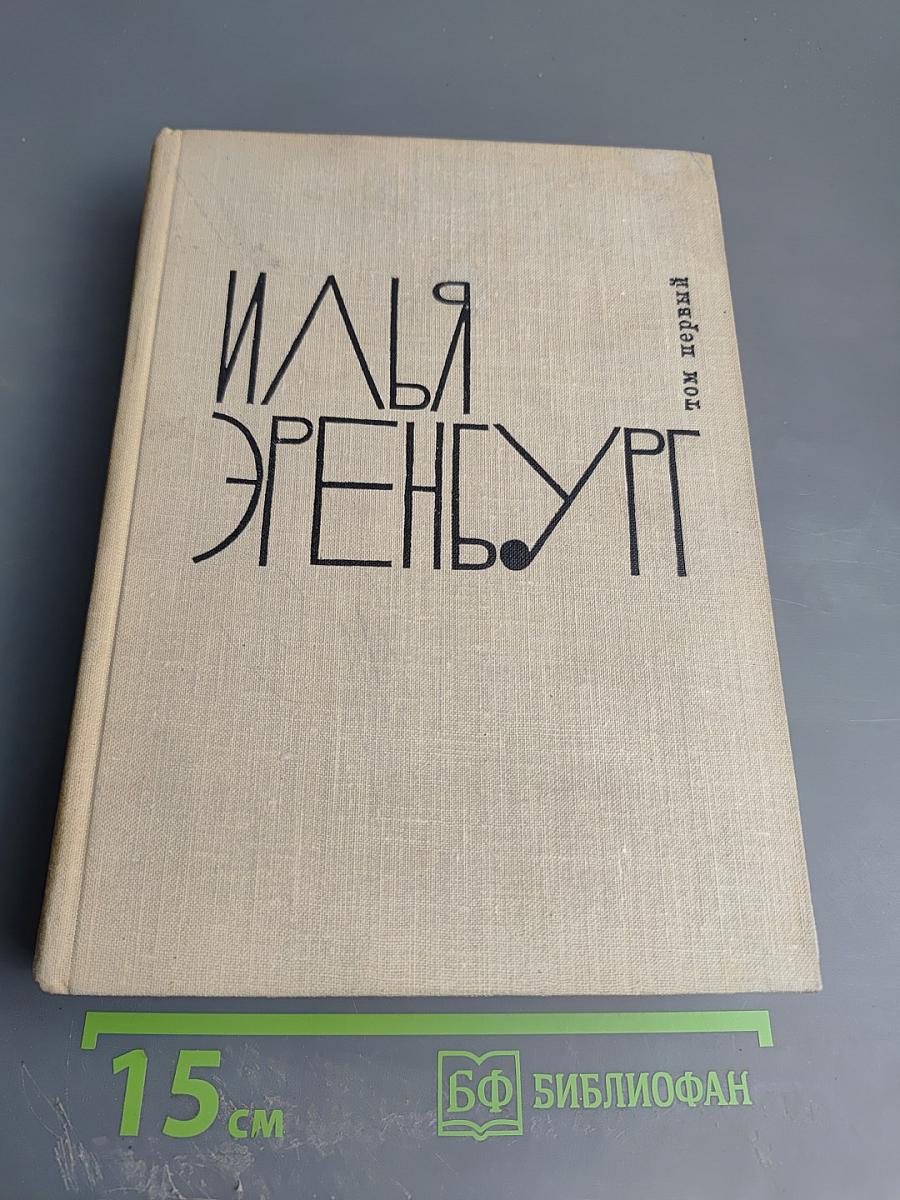 ИЛЬЯ
ЭРЕНБУРГ
том первый
15 см
БФ БИБЛИОФАН